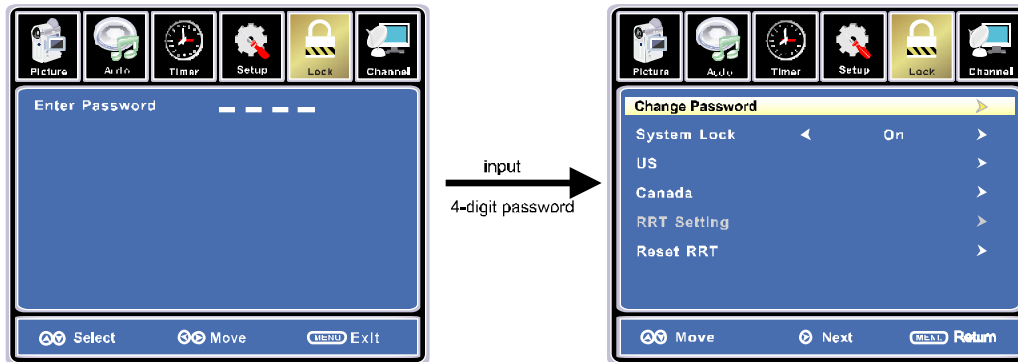 Picture Audio Timer Setup Lock Channel
Enter Password _ _ _ _
Select Move MENU Exit
input
4-digit password
Picture Audio Timer Setup Lock Channel
Change Password
System Lock On
US
Canada
RRT Setting
Reset RRT
Move Next MENU Return